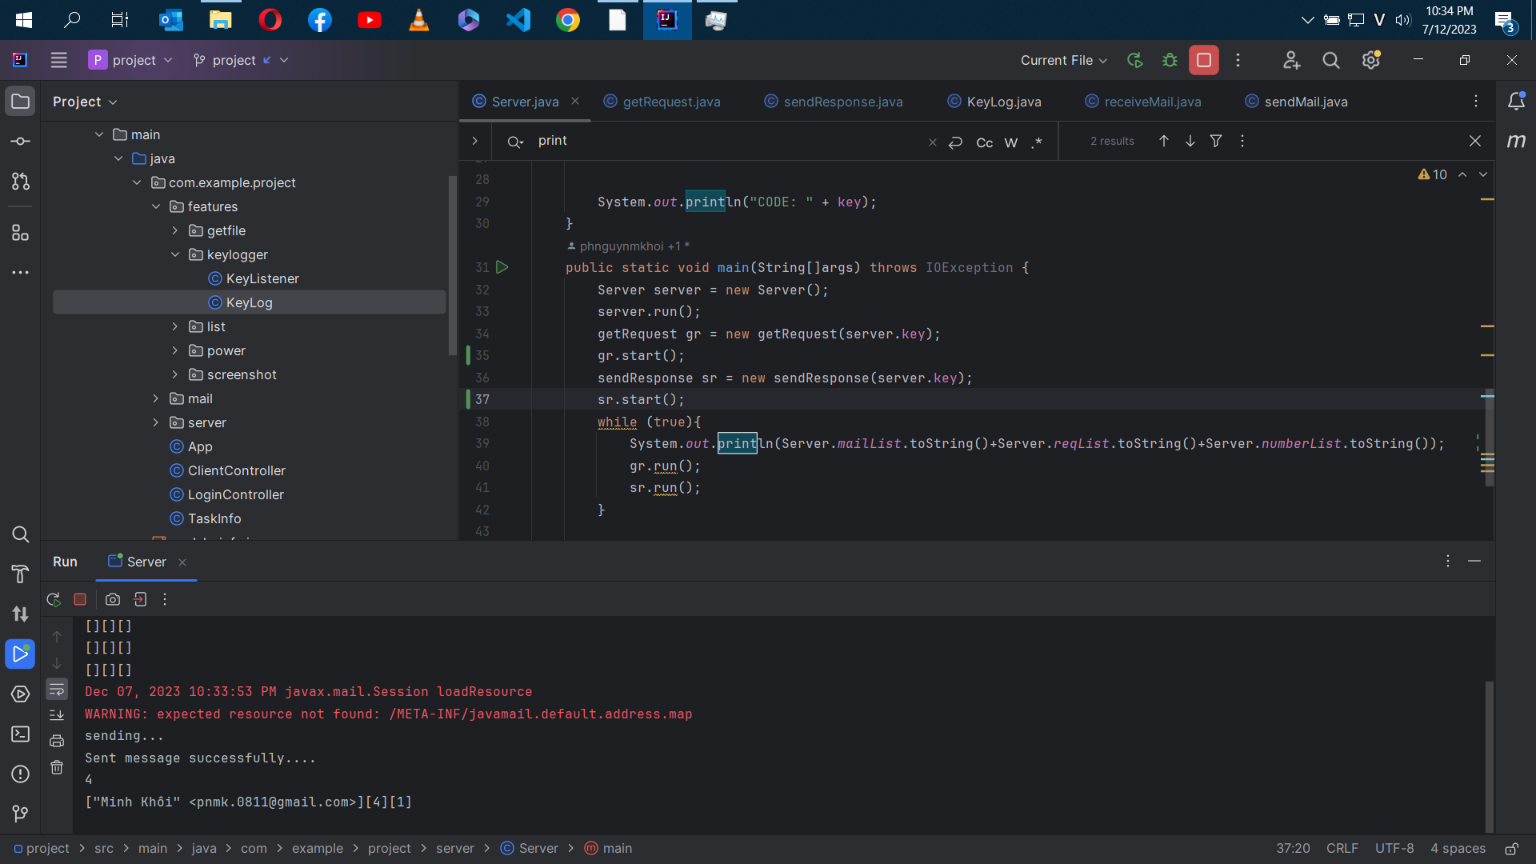 10:34 PM
7/12/2023
V
3
P project
project
Current File
Project
main
java
com.example.project
features
getfile
keylogger
KeyListener
KeyLog
list
power
screenshot
mail
server
App
ClientController
LoginController
TaskInfo
Server.java
getRequest.java
sendResponse.java
KeyLog.java
receiveMail.java
sendMail.java
print
Cc W .*
2 results
10
28
29 System.out.println("CODE: " + key);
30 }
phnguynmkhoi +1 *
31 public static void main(String[]args) throws IOException {
32 Server server = new Server();
33 server.run();
34 getRequest gr = new getRequest(server.key);
35 gr.start();
36 sendResponse sr = new sendResponse(server.key);
37 sr.start();
38 while (true){
39 System.out.println(Server.mailList.toString()+Server.reqList.toString()+Server.numberList.toString());
40 gr.run();
41 sr.run();
42 }
43
Run
Server
[][][]
[][][]
[][][]
Dec 07, 2023 10:33:53 PM javax.mail.Session loadResource
WARNING: expected resource not found: /META-INF/javamail.default.address.map
sending...
Sent message successfully....
4
["Minh Khôi" <pnmk.0811@gmail.com>][4][1]
project > src > main > java > com > example > project > server > Server > main
37:20 CRLF UTF-8 4 spaces